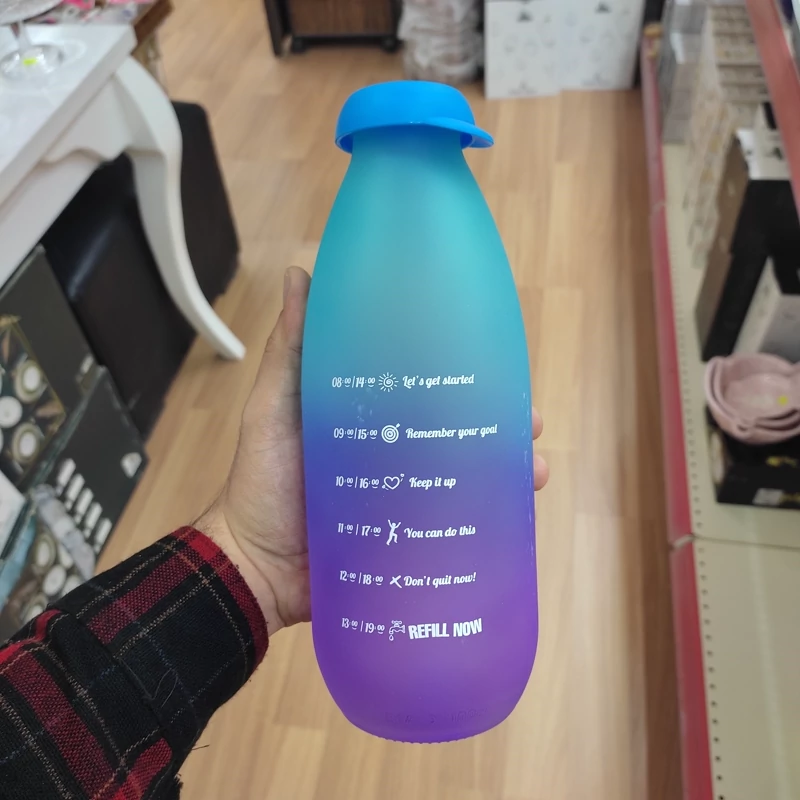 08:00 | 14:00 Let's get started
09:00 | 15:00 Remember your goal
10:00 | 16:00 Keep it up
11:00 | 17:00 You can do this
12:00 | 18:00 Don't quit now!
13:00 | 19:00 REFILL NOW